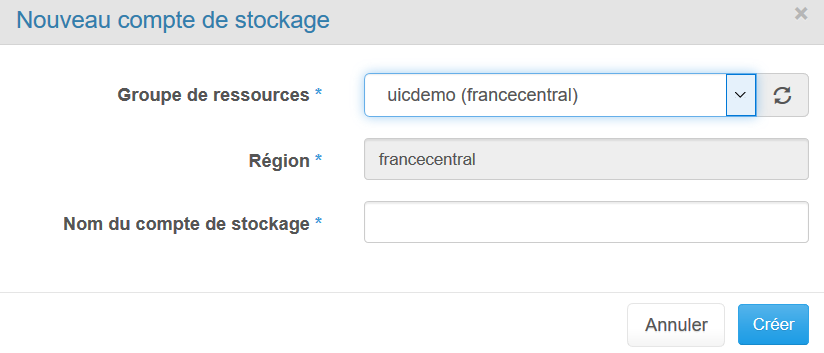 Nouveau compte de stockage
×
Groupe de ressources *
uicdemo (francecentral)
Région *
francecentral
Nom du compte de stockage *
Annuler
Créer